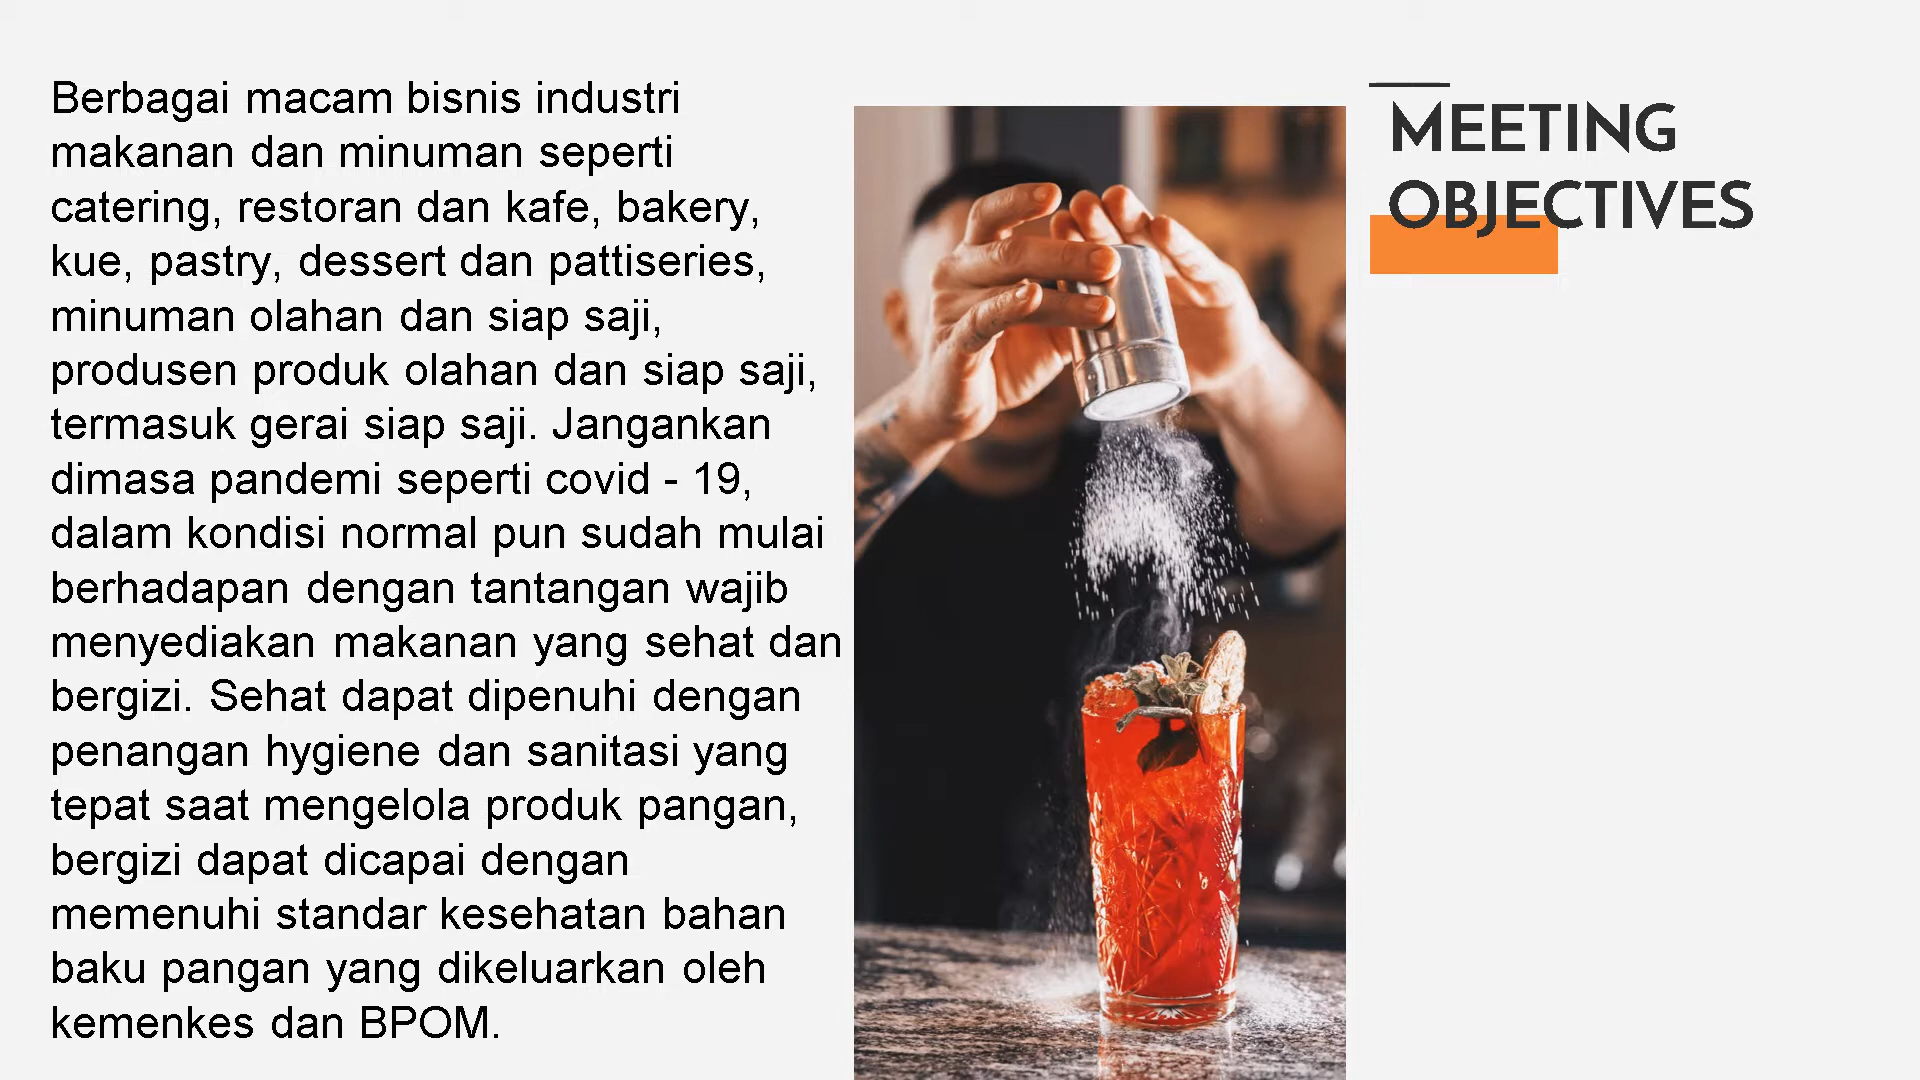 Berbagai macam bisnis industri
makanan dan minuman seperti
catering, restoran dan kafe, bakery,
kue, pastry, dessert dan pattiseries,
minuman olahan dan siap saji,
produsen produk olahan dan siap saji,
termasuk gerai siap saji. Jangankan
dimasa pandemi seperti covid - 19,
dalam kondisi normal pun sudah mulai
berhadapan dengan tantangan wajib
menyediakan makanan yang sehat dan
bergizi. Sehat dapat dipenuhi dengan
penangan hygiene dan sanitasi yang
tepat saat mengelola produk pangan,
bergizi dapat dicapai dengan
memenuhi standar kesehatan bahan
baku pangan yang dikeluarkan oleh
kemenkes dan BPOM.
MEETING
OBJECTIVES